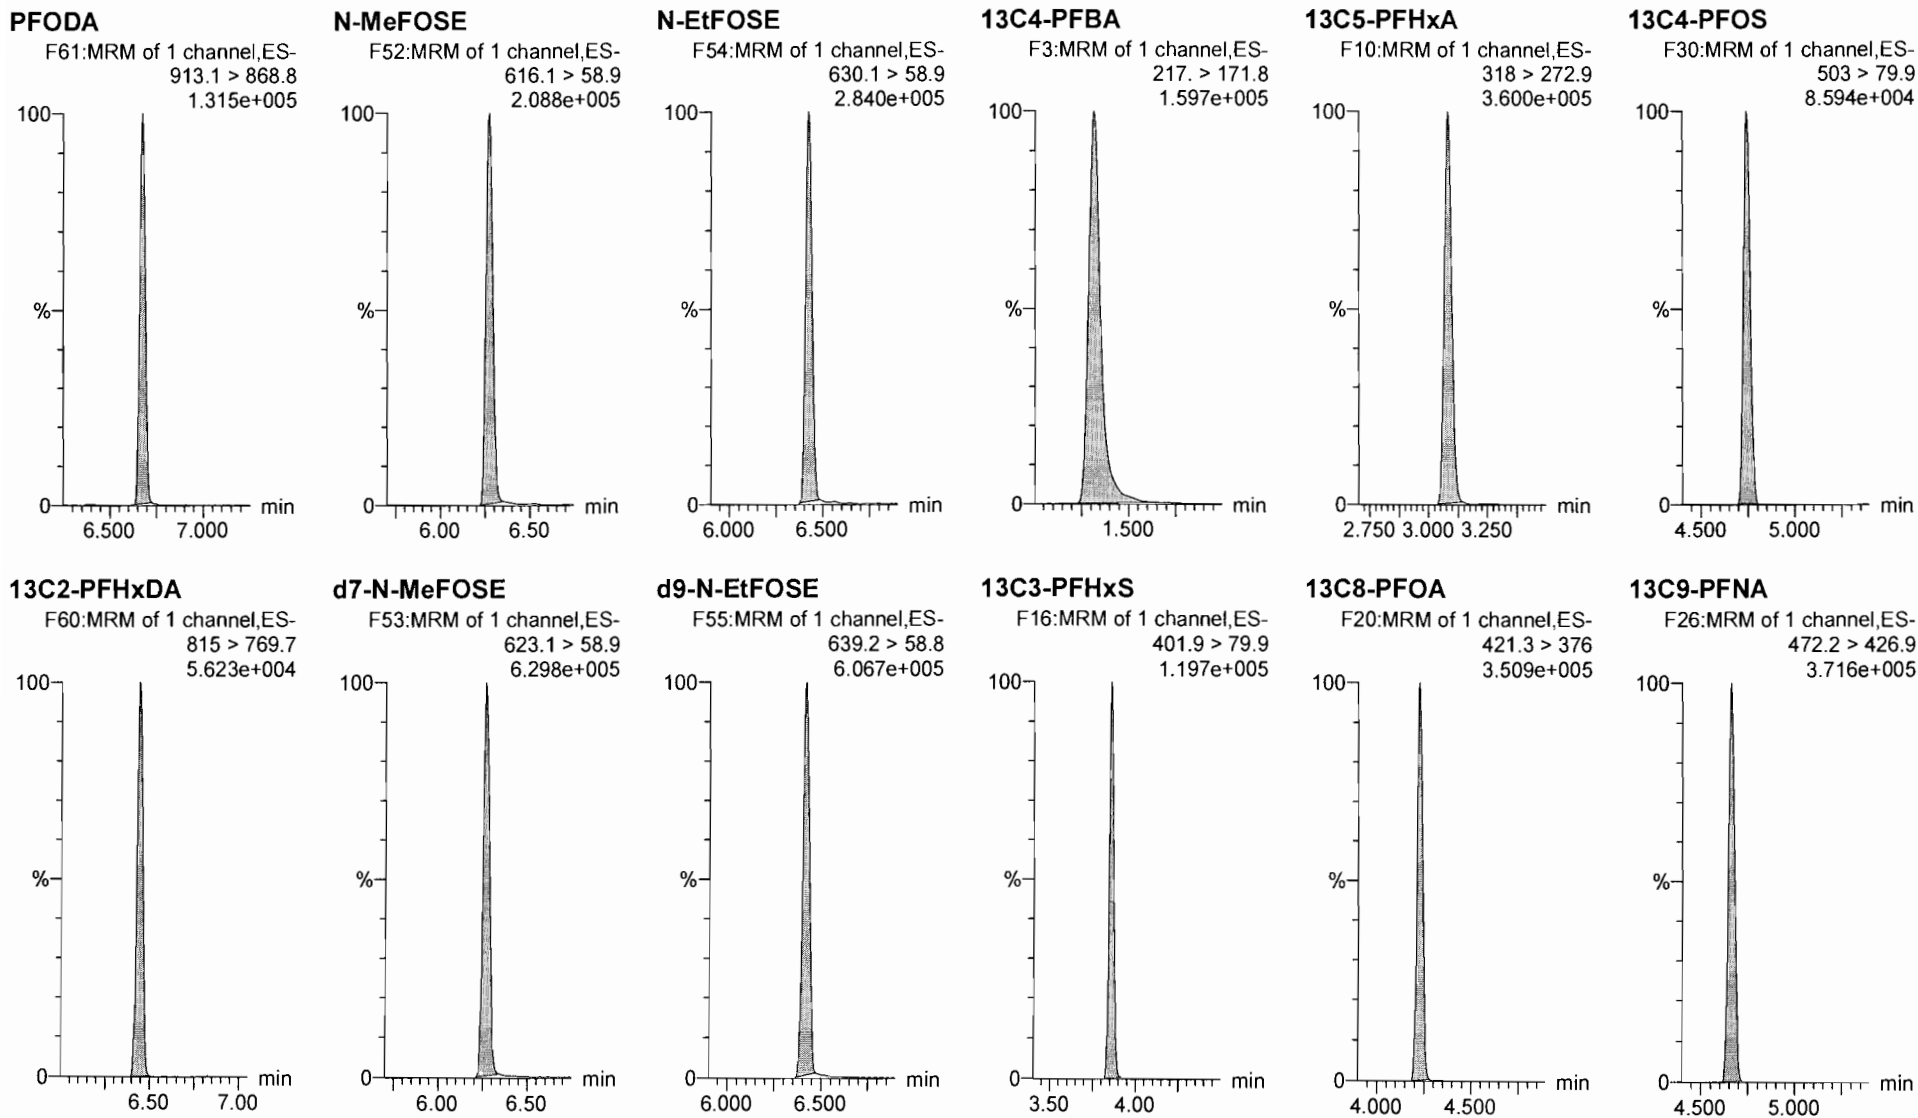 PFODA
F61:MRM of 1 channel,ES-
913.1 > 868.8
1.315e+005
100
%
0
6.500 7.000 min
N-MeFOSE
F52:MRM of 1 channel,ES-
616.1 > 58.9
2.088e+005
100
%
0
6.00 6.50 min
N-EtFOSE
F54:MRM of 1 channel,ES-
630.1 > 58.9
2.840e+005
100
%
0
6.000 6.500 min
13C4-PFBA
F3:MRM of 1 channel,ES-
217. > 171.8
1.597e+005
100
%
0
1.500 min
13C5-PFHxA
F10:MRM of 1 channel,ES-
318 > 272.9
3.600e+005
100
%
0
2.750 3.000 3.250 min
13C4-PFOS
F30:MRM of 1 channel,ES-
503 > 79.9
8.594e+004
100
%
0
4.500 5.000 min
13C2-PFHxDA
F60:MRM of 1 channel,ES-
815 > 769.7
5.623e+004
100
%
0
6.50 7.00 min
d7-N-MeFOSE
F53:MRM of 1 channel,ES-
623.1 > 58.9
6.298e+005
100
%
0
6.00 6.50 min
d9-N-EtFOSE
F55:MRM of 1 channel,ES-
639.2 > 58.8
6.067e+005
100
%
0
6.000 6.500 min
13C3-PFHxS
F16:MRM of 1 channel,ES-
401.9 > 79.9
1.197e+005
100
%
0
3.50 4.00 min
13C8-PFOA
F20:MRM of 1 channel,ES-
421.3 > 376
3.509e+005
100
%
0
4.000 4.500 min
13C9-PFNA
F26:MRM of 1 channel,ES-
472.2 > 426.9
3.716e+005
100
%
0
4.500 5.000 min